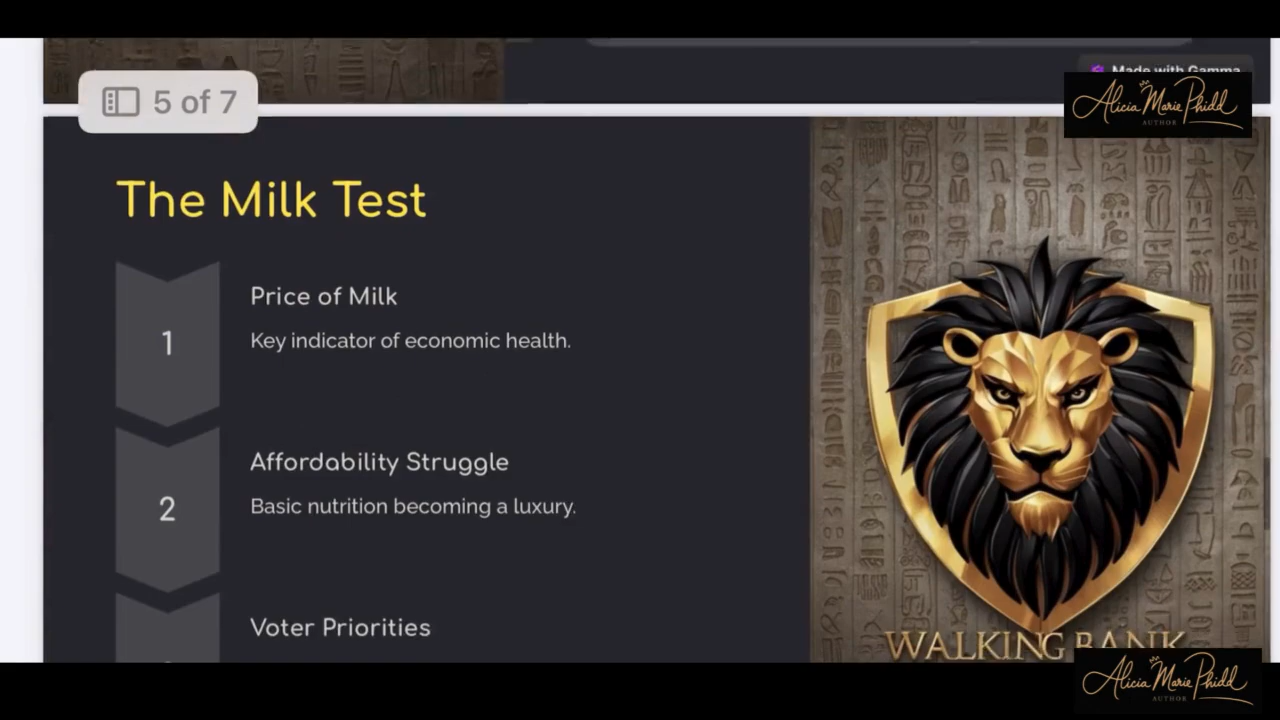 Made with Gamma
5 of 7
Alicia Marie Phidd
AUTHOR
The Milk Test
1
Price of Milk
Key indicator of economic health.
2
Affordability Struggle
Basic nutrition becoming a luxury.
Voter Priorities
WALKING BANK
Alicia Marie Phidd
AUTHOR